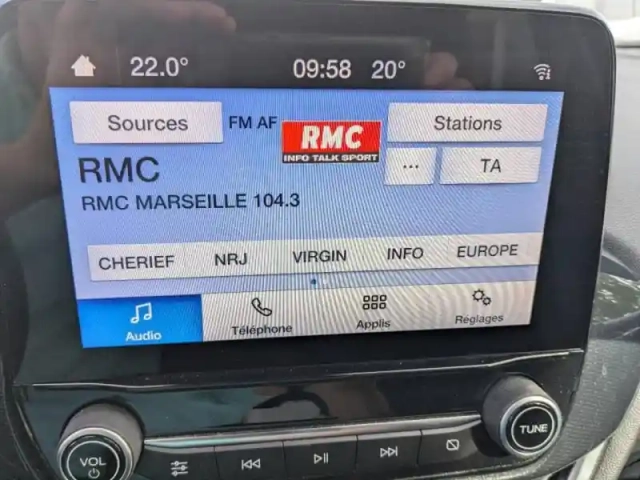 22.0° 09:58 20°
Sources FM AF RMC Stations
INFO TALK SPORT
RMC ... TA
RMC MARSEILLE 104.3
CHERIEF NRJ VIRGIN INFO EUROPE
Audio Téléphone Applis Réglages
VOL TUNE